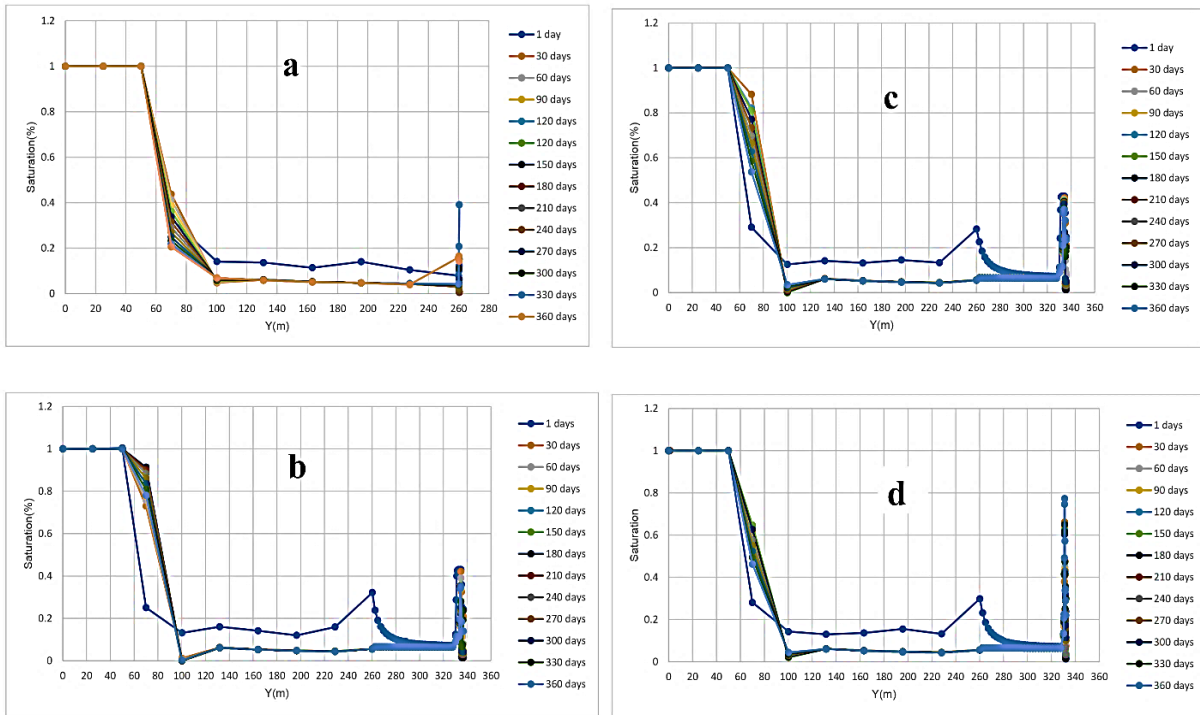 a
Saturation(%)
1.2
1
0.8
0.6
0.4
0.2
0
0 20 40 60 80 100 120 140 160 180 200 220 240 260 280
Y(m)
1 day
30 days
60 days
90 days
120 days
120 days
150 days
180 days
210 days
240 days
270 days
300 days
330 days
360 days
c
Saturation(%)
1.2
1
0.8
0.6
0.4
0.2
0
0 20 40 60 80 100 120 140 160 180 200 220 240 260 280 300 320 340 360
Y(m)
1 day
30 days
60 days
90 days
120 days
150 days
180 days
210 days
240 days
270 days
300 days
330 days
360 days
b
Saturation(%)
1.2
1
0.8
0.6
0.4
0.2
0
0 20 40 60 80 100 120 140 160 180 200 220 240 260 280 300 320 340 360
Y(m)
1 days
30 days
60 days
90 days
120 days
150 days
180 days
210 days
240 days
270 days
300 days
330 days
360 days
d
Saturation
1.2
1
0.8
0.6
0.4
0.2
0
0 20 40 60 80 100 120 140 160 180 200 220 240 260 280 300 320 340 360
Y(m)
1 days
30 days
60 days
90 days
120 days
150 days
180 days
210 days
240 days
270 days
300 days
330 days
360 days